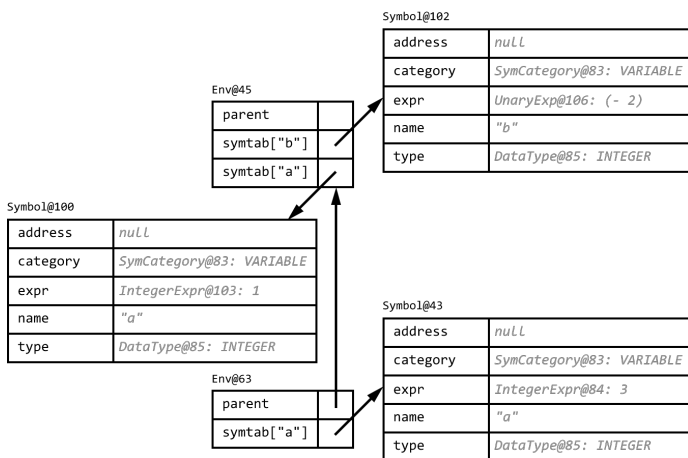 Symbol@102
address null
category SymCategory@83: VARIABLE
expr UnaryExp@106: (- 2)
name "b"
type DataType@85: INTEGER
Env@45
parent
symtab["b"]
symtab["a"]
Symbol@100
address null
category SymCategory@83: VARIABLE
expr IntegerExpr@103: 1
name "a"
type DataType@85: INTEGER
Symbol@43
address null
category SymCategory@83: VARIABLE
expr IntegerExpr@84: 3
name "a"
type DataType@85: INTEGER
Env@63
parent
symtab["a"]